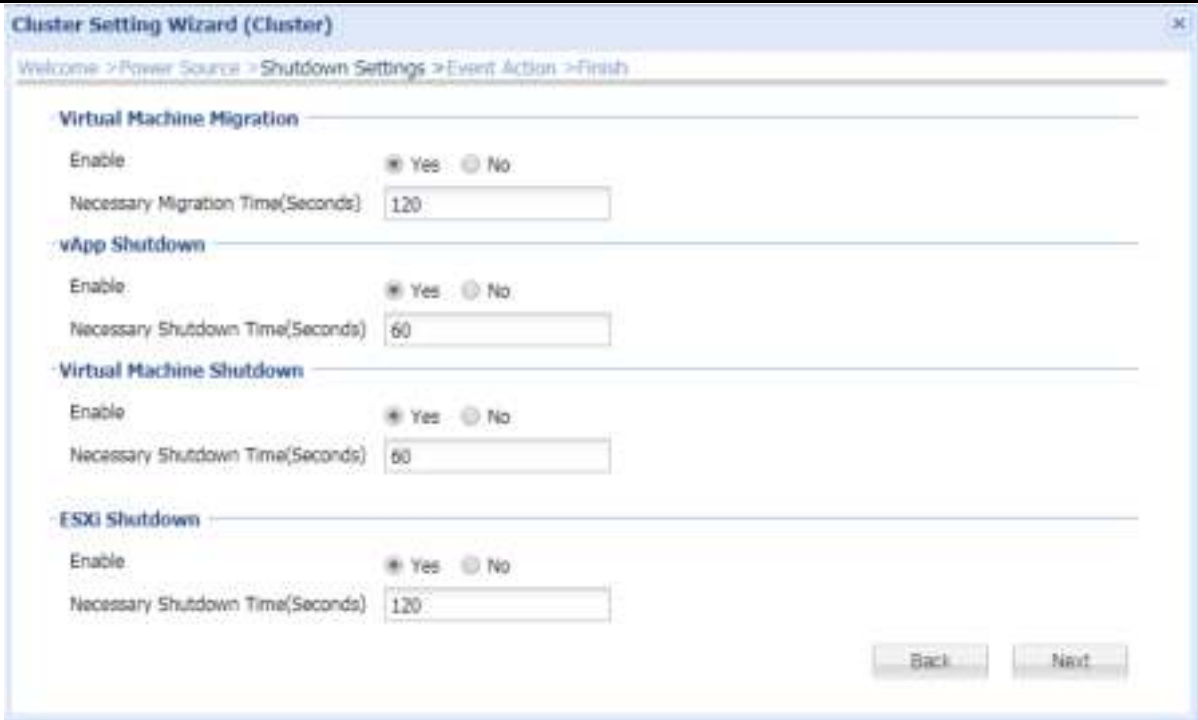 Cluster Setting Wizard (Cluster)
Welcome >Power Source >Shutdown Settings >Event Action >Finish
Virtual Machine Migration
Enable Yes No
Necessary Migration Time(Seconds) 120
vApp Shutdown
Enable Yes No
Necessary Shutdown Time(Seconds) 60
Virtual Machine Shutdown
Enable Yes No
Necessary Shutdown Time(Seconds) 60
ESXi Shutdown
Enable Yes No
Necessary Shutdown Time(Seconds) 120
Back Next